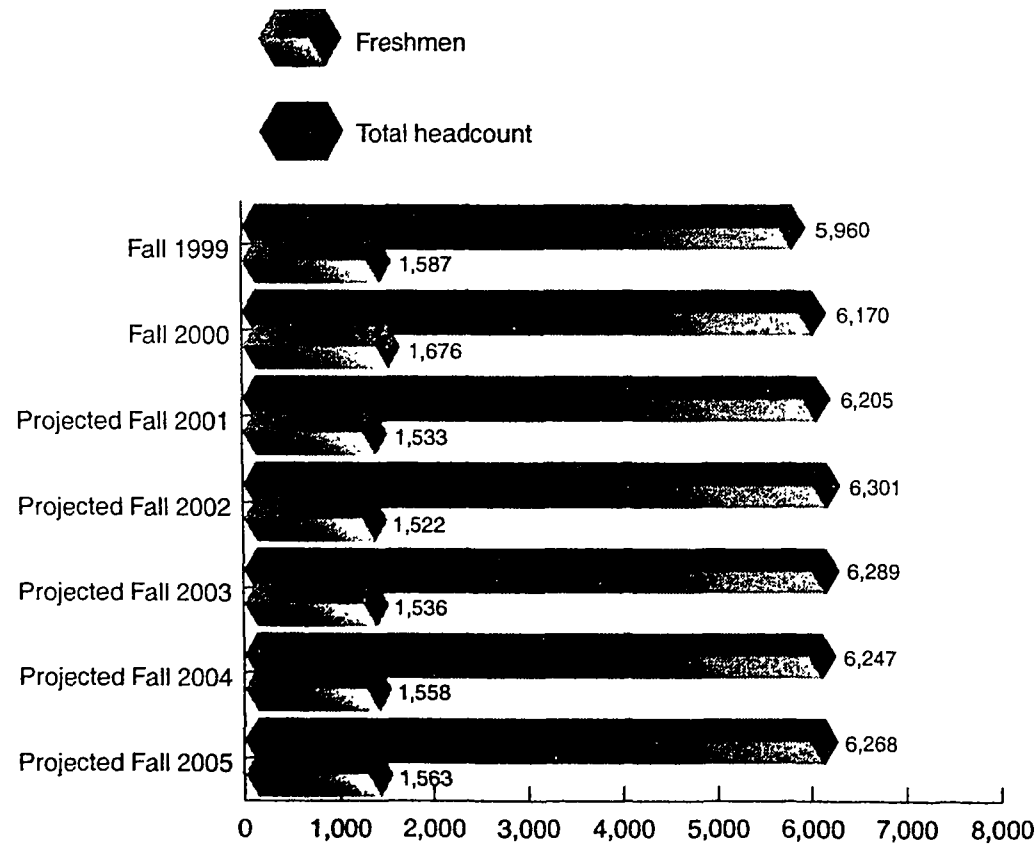 Freshmen
Total headcount
Fall 1999
5,960
1,587
Fall 2000
6,170
1,676
Projected Fall 2001
6,205
1,533
Projected Fall 2002
6,301
1,522
Projected Fall 2003
6,289
1,536
Projected Fall 2004
6,247
1,558
Projected Fall 2005
6,268
1,563
0 1,000 2,000 3,000 4,000 5,000 6,000 7,000 8,000